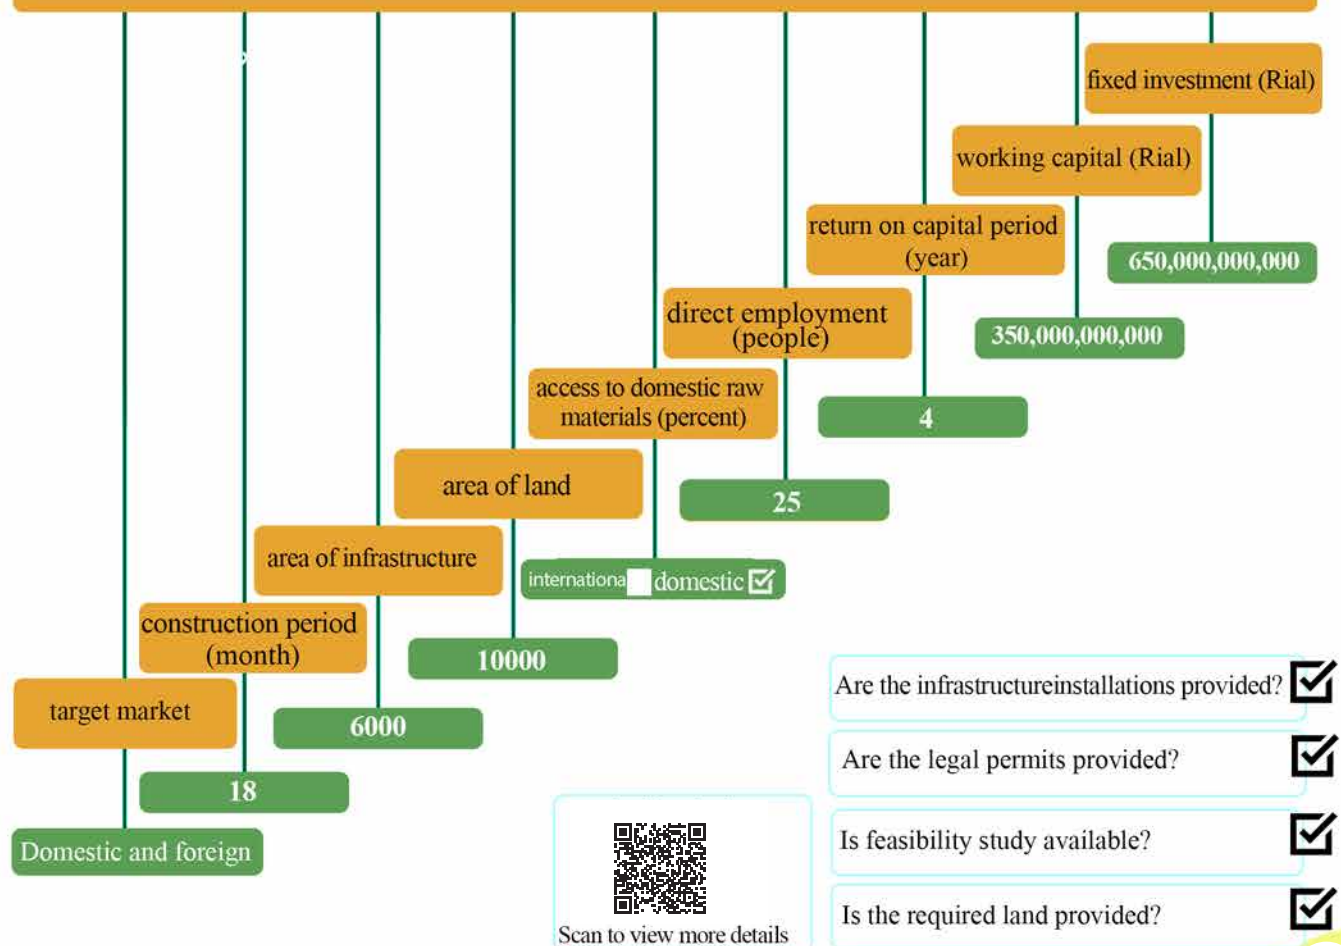 fixed investment (Rial)
650,000,000,000
working capital (Rial)
350,000,000,000
return on capital period
(year)
4
direct employment
(people)
25
access to domestic raw
materials (percent)
internationa domestic
area of land
10000
area of infrastructure
6000
construction period
(month)
18
target market
Domestic and foreign
Are the infrastructureinstallations provided?
Are the legal permits provided?
Is feasibility study available?
Is the required land provided?
Scan to view more details